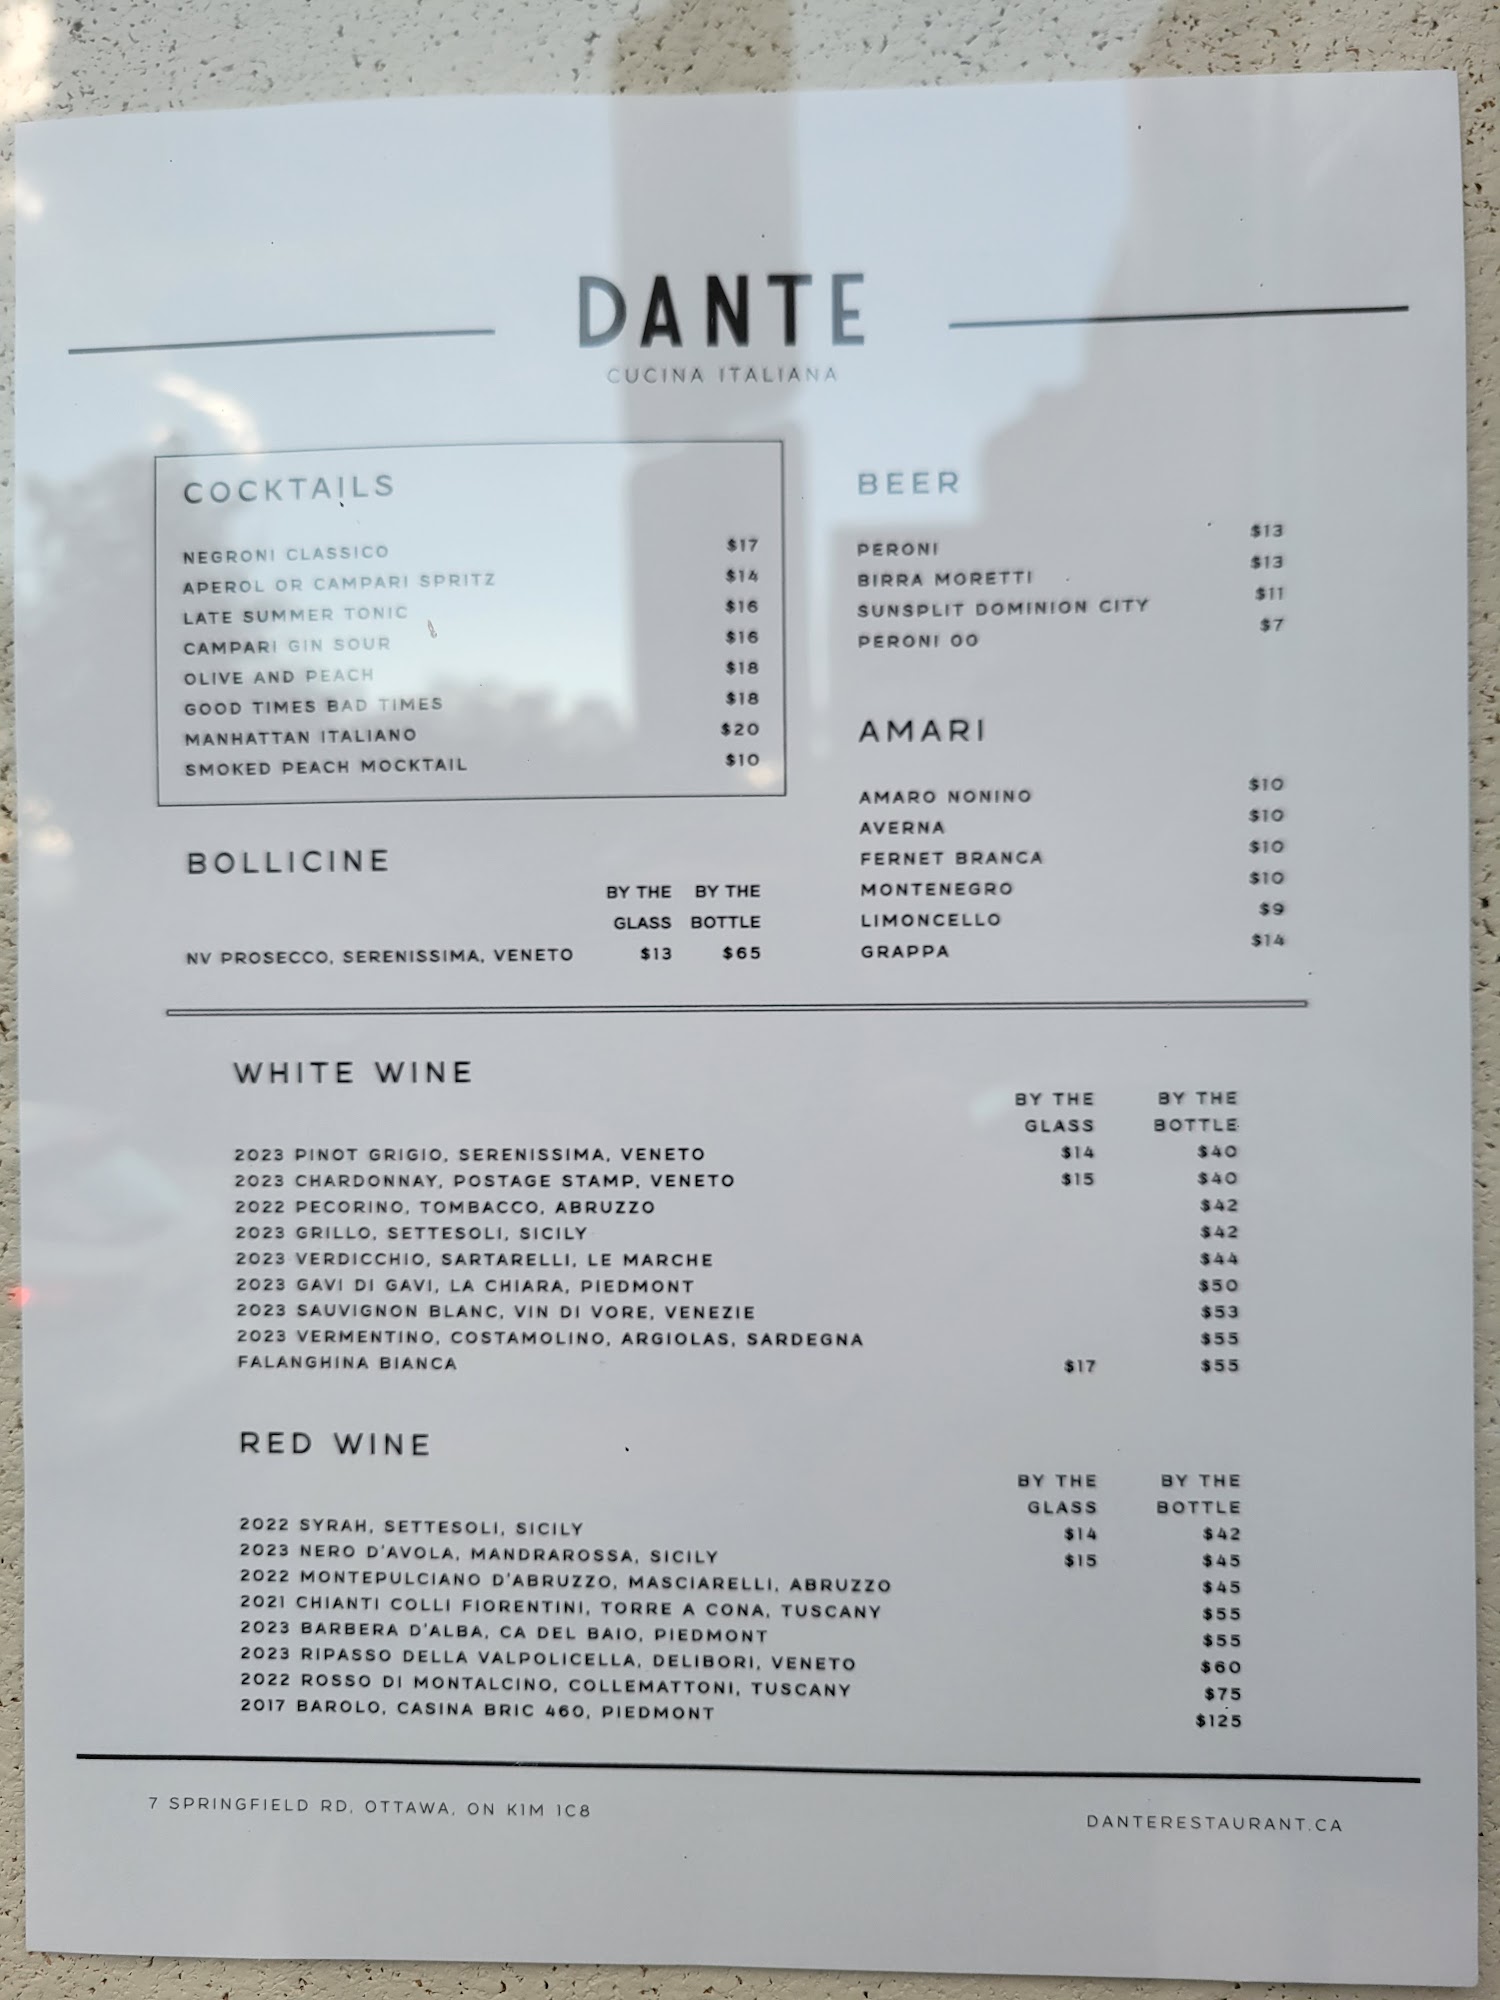 DANTE
CUCINA ITALIANA
COCKTAILS
NEGRONI CLASSICO $17
APEROL OR CAMPARI SPRITZ $14
LATE SUMMER TONIC $16
CAMPARI GIN SOUR $16
OLIVE AND PEACH $18
GOOD TIMES BAD TIMES $18
MANHATTAN ITALIANO $20
SMOKED PEACH MOCKTAIL $10
BOLLICINE
BY THE BY THE
GLASS BOTTLE
NV PROSECCO, SERENISSIMA, VENETO $13 $65
BEER
PERONI $13
BIRRA MORETTI $13
SUNSPLIT DOMINION CITY $11
PERONI 00 $7
AMARI
AMARO NONINO $10
AVERNA $10
FERNET BRANCA $10
MONTENEGRO $10
LIMONCELLO $9
GRAPPA $14
WHITE WINE
BY THE BY THE
GLASS BOTTLE
2023 PINOT GRIGIO, SERENISSIMA, VENETO $14 $40
2023 CHARDONNAY, POSTAGE STAMP, VENETO $15 $40
2022 PECORINO, TOMBACCO, ABRUZZO $42
2023 GRILLO, SETTESOLI, SICILY $42
2023 VERDICCHIO, SARTARELLI, LE MARCHE $44
2023 GAVI DI GAVI, LA CHIARA, PIEDMONT $50
2023 SAUVIGNON BLANC, VIN DI VORE, VENEZIE $53
2023 VERMENTINO, COSTAMOLINO, ARGIOLAS, SARDEGNA $55
FALANGHINA BIANCA $17 $55
RED WINE
BY THE BY THE
GLASS BOTTLE
2022 SYRAH, SETTESOLI, SICILY $14 $42
2023 NERO D'AVOLA, MANDRAROSSA, SICILY $15 $45
2022 MONTEPULCIANO D'ABRUZZO, MASCIARELLI, ABRUZZO $45
2021 CHIANTI COLLI FIORENTINI, TORRE A CONA, TUSCANY $55
2023 BARBERA D'ALBA, CA DEL BAIO, PIEDMONT $55
2023 RIPASSO DELLA VALPOLICELLA, DELIBORI, VENETO $60
2022 ROSSO DI MONTALCINO, COLLEMATTONI, TUSCANY $75
2017 BAROLO, CASINA BRIC 460, PIEDMONT $125
7 SPRINGFIELD RD, OTTAWA, ON K1M 1C8
DANTERESTAURANT.CA